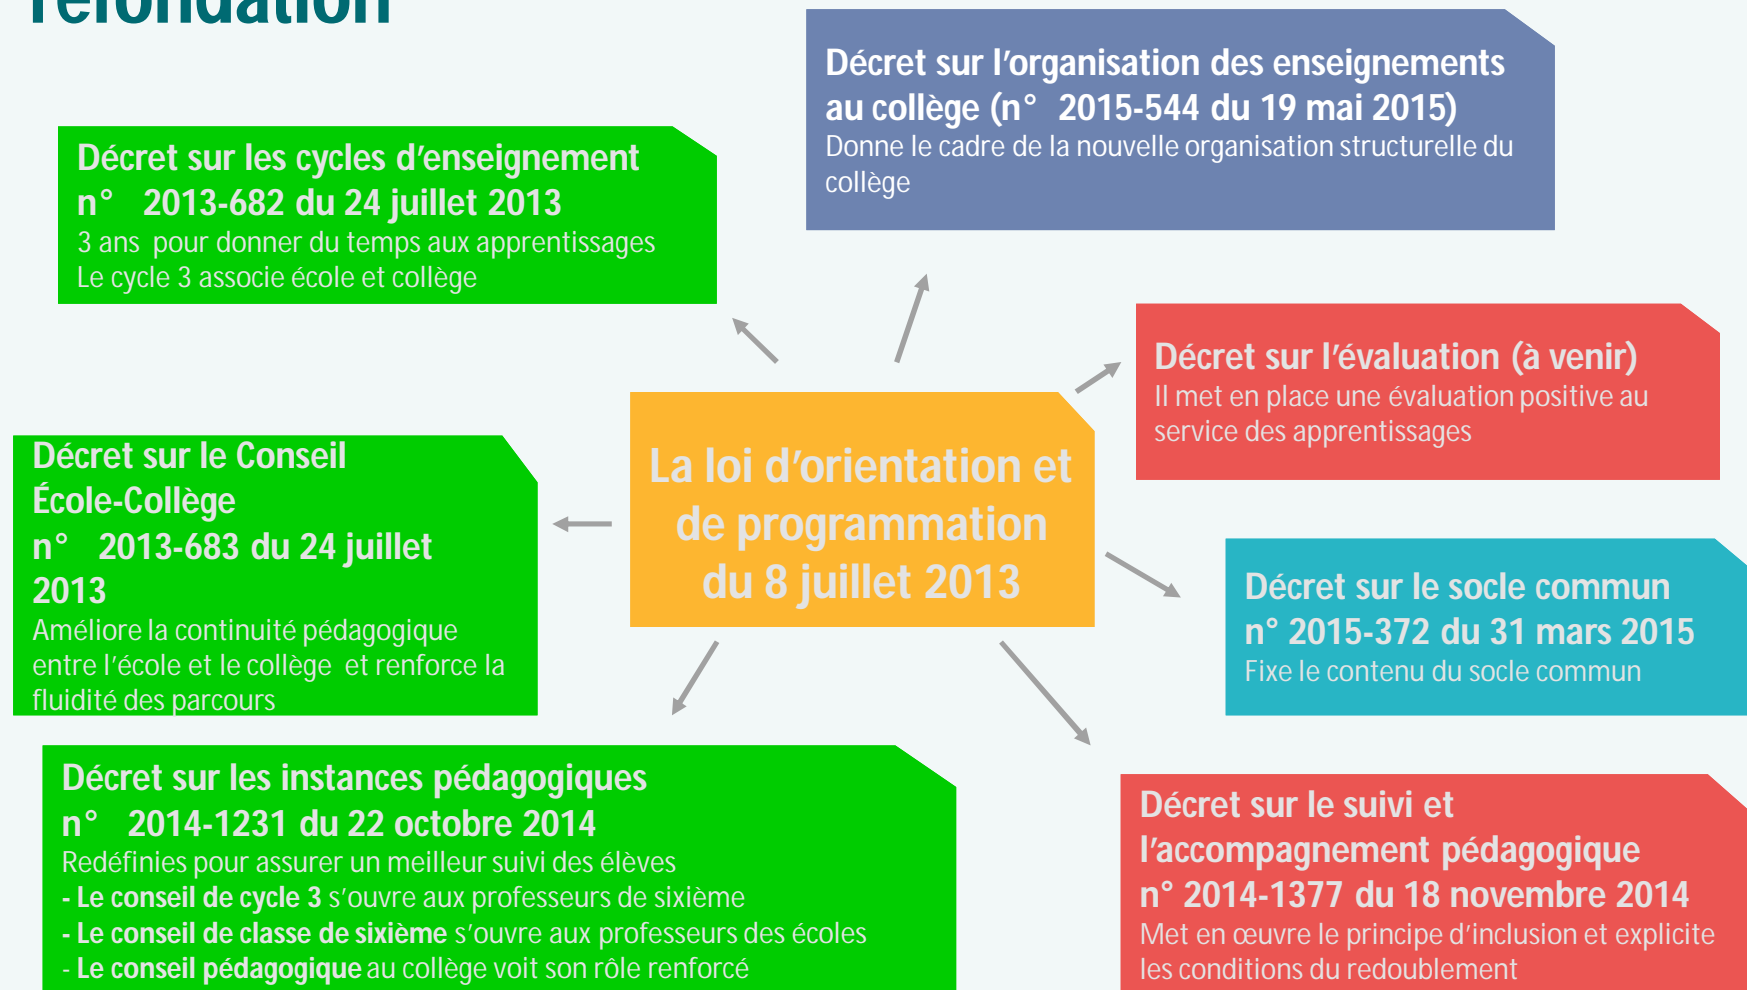 refondation
Décret sur l'organisation des enseignements
au collège (n° 2015-544 du 19 mai 2015)
Donne le cadre de la nouvelle organisation structurelle du
collège
Décret sur les cycles d'enseignement
n° 2013-682 du 24 juillet 2013
3 ans pour donner du temps aux apprentissages
Le cycle 3 associe école et collège
Décret sur l'évaluation (à venir)
Il met en place une évaluation positive au
service des apprentissages
Décret sur le Conseil
École-Collège
n° 2013-683 du 24 juillet
2013
Améliore la continuité pédagogique
entre l'école et le collège et renforce la
fluidité des parcours
La loi d'orientation et
de programmation
du 8 juillet 2013
Décret sur le socle commun
n° 2015-372 du 31 mars 2015
Fixe le contenu du socle commun
Décret sur les instances pédagogiques
n° 2014-1231 du 22 octobre 2014
Redéfinies pour assurer un meilleur suivi des élèves
- Le conseil de cycle 3 s'ouvre aux professeurs de sixième
- Le conseil de classe de sixième s'ouvre aux professeurs des écoles
- Le conseil pédagogique au collège voit son rôle renforcé
Décret sur le suivi et
l'accompagnement pédagogique
n° 2014-1377 du 18 novembre 2014
Met en œuvre le principe d'inclusion et explicite
les conditions du redoublement